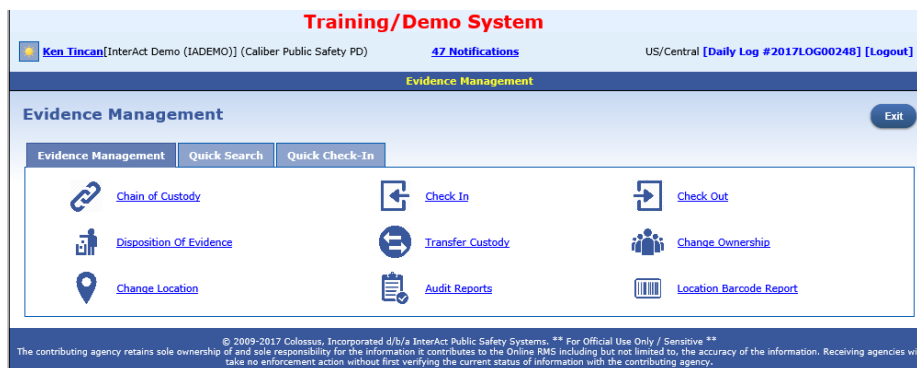 Training/Demo System
Ken Tincan[InterAct Demo (IADEMO)] (Caliber Public Safety PD) 47 Notifications US/Central [Daily Log #2017LOG00248] [Logout]
Evidence Management
Evidence Management Exit
Evidence Management Quick Search Quick Check-In
Chain of Custody Check In Check Out
Disposition Of Evidence Transfer Custody Change Ownership
Change Location Audit Reports Location Barcode Report
© 2009-2017 Colossus, Incorporated d/b/a InterAct Public Safety Systems. ** For Official Use Only / Sensitive **
The contributing agency retains sole ownership of and sole responsibility for the information it contributes to the Online RMS including but not limited to, the accuracy of the information. Receiving agencies wi
take no enforcement action without first verifying the current status of information with the contributing agency.